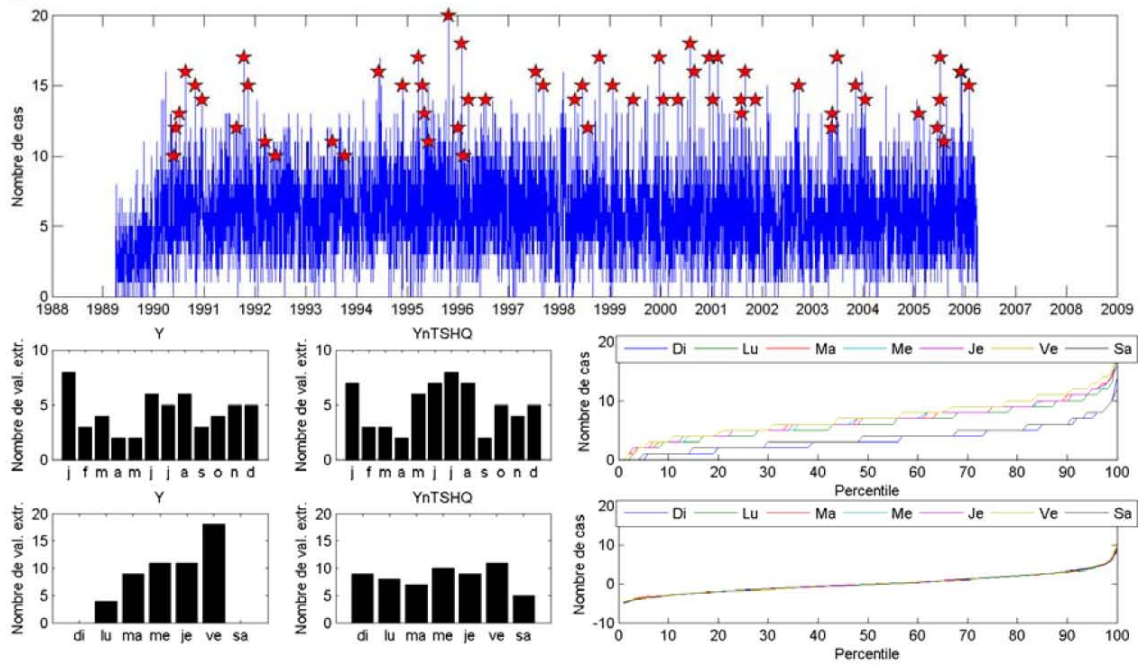 20
15
10
5
0
Nombre de cas
1988 1989 1990 1991 1992 1993 1994 1995 1996 1997 1998 1999 2000 2001 2002 2003 2004 2005 2006 2007 2008 2009
Y
10
5
0
Nombre de val. extr.
j f m a m j j a s o n d
YnTSHQ
10
5
0
Nombre de val. extr.
j f m a m j j a s o n d
20
10
0
Nombre de cas
Di Lu Ma Me Je Ve Sa
0 10 20 30 40 50 60 70 80 90 100
Percentile
Y
20
15
10
5
0
Nombre de val. extr.
di lu ma me je ve sa
YnTSHQ
20
15
10
5
0
Nombre de val. extr.
di lu ma me je ve sa
20
10
0
-10
Nombre de cas
Di Lu Ma Me Je Ve Sa
0 10 20 30 40 50 60 70 80 90 100
Percentile